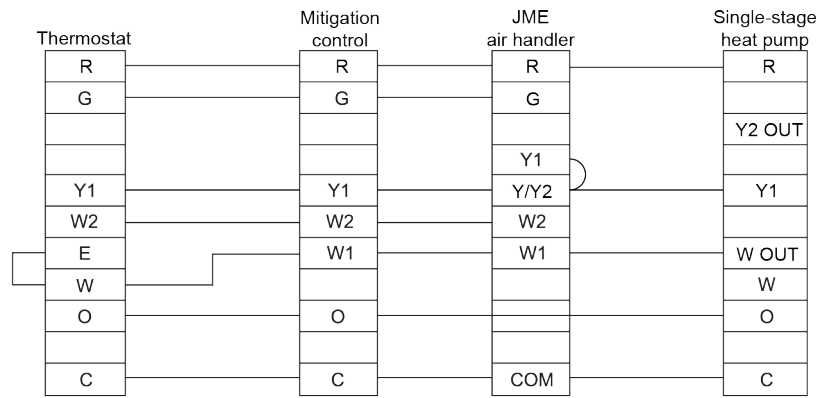 Thermostat
Mitigation
control
JME
air handler
Single-stage
heat pump
R R R R
G G G
Y2 OUT
Y1
Y1 Y1 Y/Y2 Y1
W2 W2 W2
E W1 W1 W OUT
W W
O O O
C C COM C